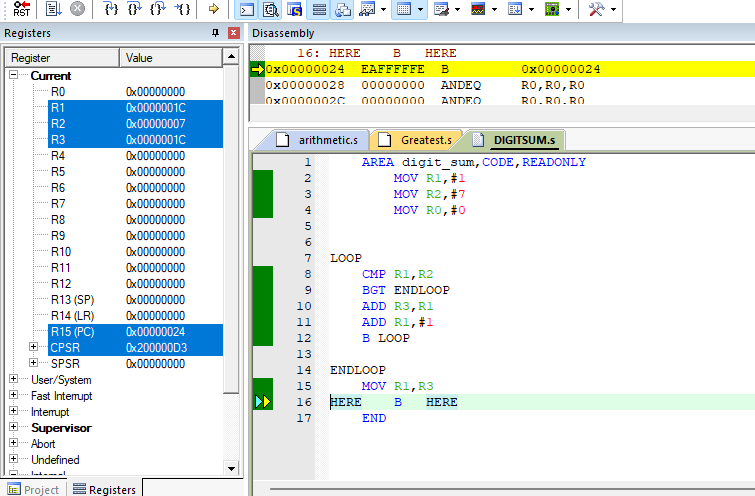 RST
Registers
Register Value
Current
R0 0x00000000
R1 0x0000001C
R2 0x00000007
R3 0x0000001C
R4 0x00000000
R5 0x00000000
R6 0x00000000
R7 0x00000000
R8 0x00000000
R9 0x00000000
R10 0x00000000
R11 0x00000000
R12 0x00000000
R13 (SP) 0x00000000
R14 (LR) 0x00000000
R15 (PC) 0x00000024
CPSR 0x200000D3
SPSR 0x00000000
User/System
Fast Interrupt
Interrupt
Supervisor
Abort
Undefined
Internal
Project Registers
Disassembly
16: HERE B HERE
0x00000024 EAFFFFFE B 0x00000024
0x00000028 00000000 ANDEQ R0,R0,R0
0x0000002C 00000000 ANDEQ R0,R0,R0
arithmetic.s Greatest.s DIGITSUM.s
1 AREA digit_sum,CODE,READONLY
2 MOV R1,#1
3 MOV R2,#7
4 MOV R0,#0
5
6
7 LOOP
8 CMP R1,R2
9 BGT ENDLOOP
10 ADD R3,R1
11 ADD R1,#1
12 B LOOP
13
14 ENDLOOP
15 MOV R1,R3
16 HERE B HERE
17 END